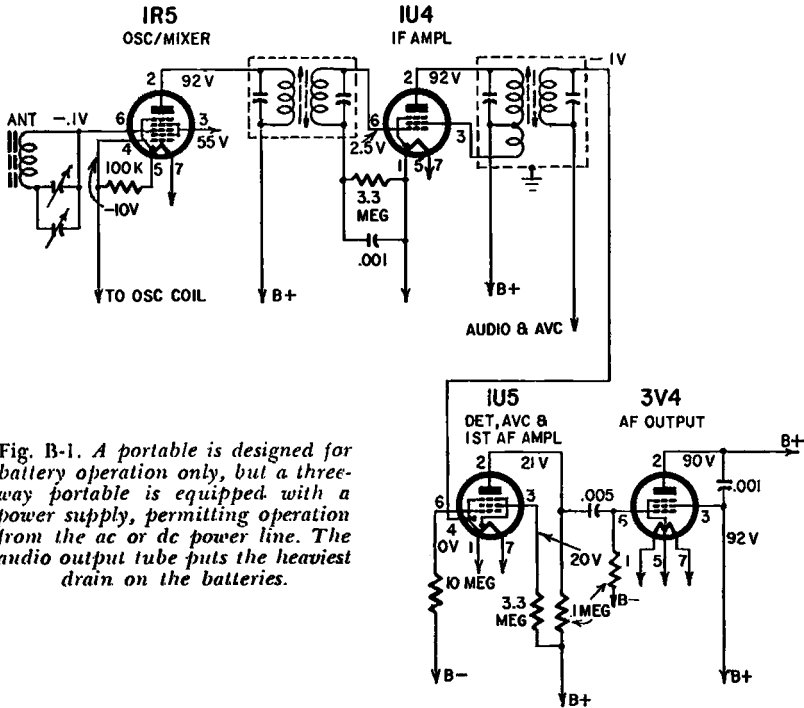 1R5
OSC/MIXER
1U4
IF AMPL
2
92V
2
92V
-.1V
ANT -.1V
6
3
55V
4
100K
5
7
-10V
6
2.5V
1
5
7
3
3.3
MEG
.001
TO OSC COIL
B+
B+
AUDIO & AVC
1U5
DET, AVC &
1ST AF AMPL
3V4
AF OUTPUT
B+
2
21V
2
90V
.001
6
4
0V
1
7
3
.005
6
3
92V
20V
1
5
7
10 MEG
3.3
MEG
.1MEG
B-
B-
B+
B+
Fig. B-1. A portable is designed for
battery operation only, but a three-
way portable is equipped with a
power supply, permitting operation
from the ac or dc power line. The
audio output tube puts the heaviest
drain on the batteries.